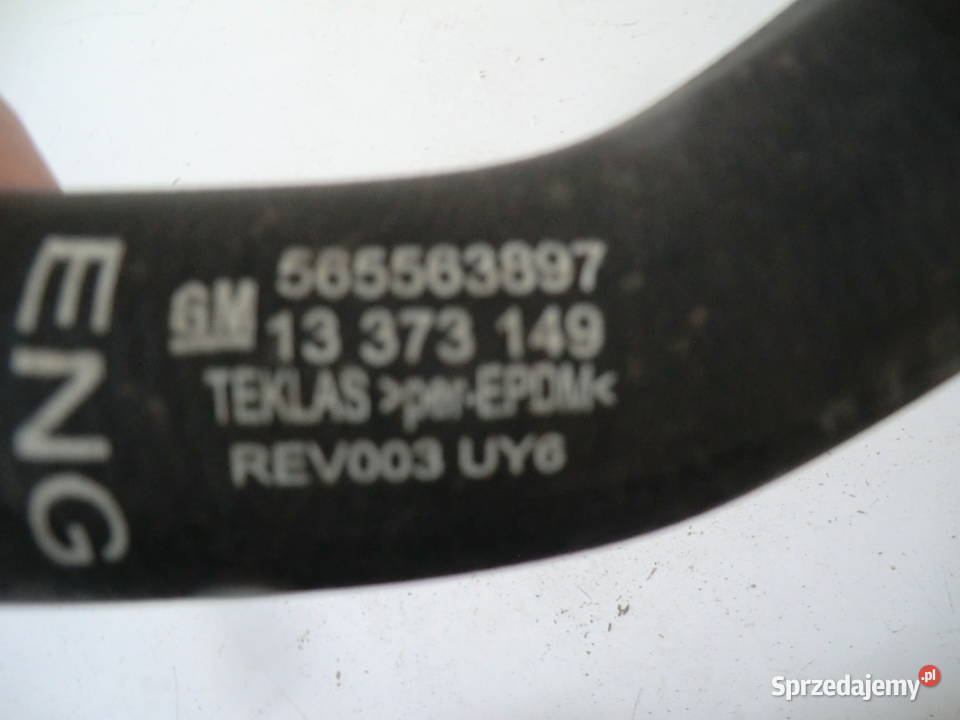 ENG
565563897
GM 13 373 149
TEKLAS >per-EPDM<
REV003 UY6
Sprzedajemy.pl